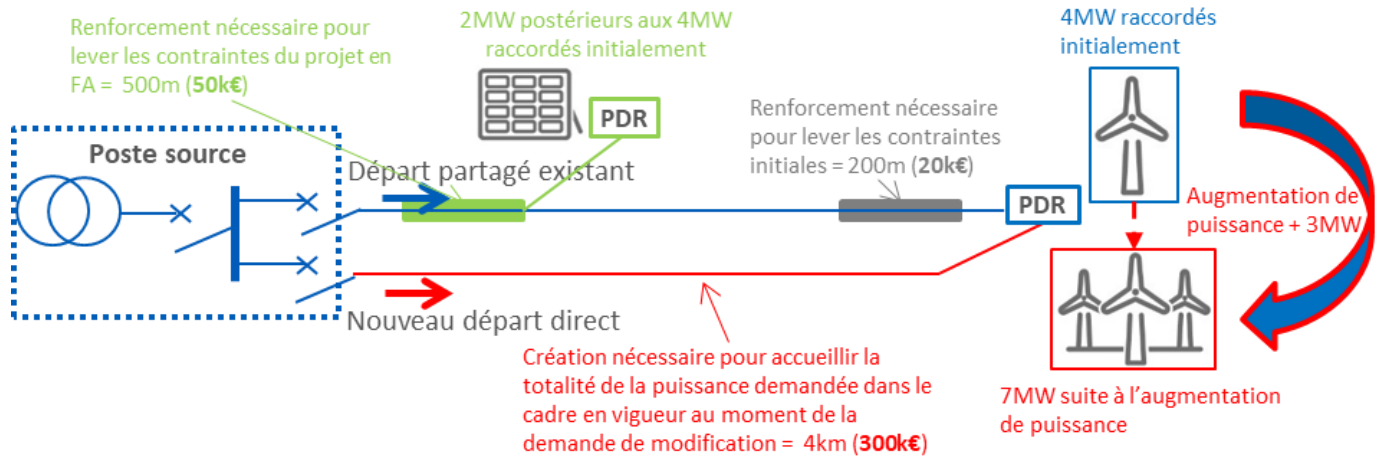 Renforcement nécessaire pour
lever les contraintes du projet en
FA = 500m (50k€)
2MW postérieurs aux 4MW
raccordés initialement
4MW raccordés
initialement
PDR
Renforcement nécessaire
pour lever les contraintes
initiales = 200m (20k€)
Poste source
Départ partagé existant
PDR
Augmentation de
puissance + 3MW
Nouveau départ direct
Création nécessaire pour accueillir la
totalité de la puissance demandée dans le
cadre en vigueur au moment de la
demande de modification = 4km (300k€)
7MW suite à l'augmentation
de puissance